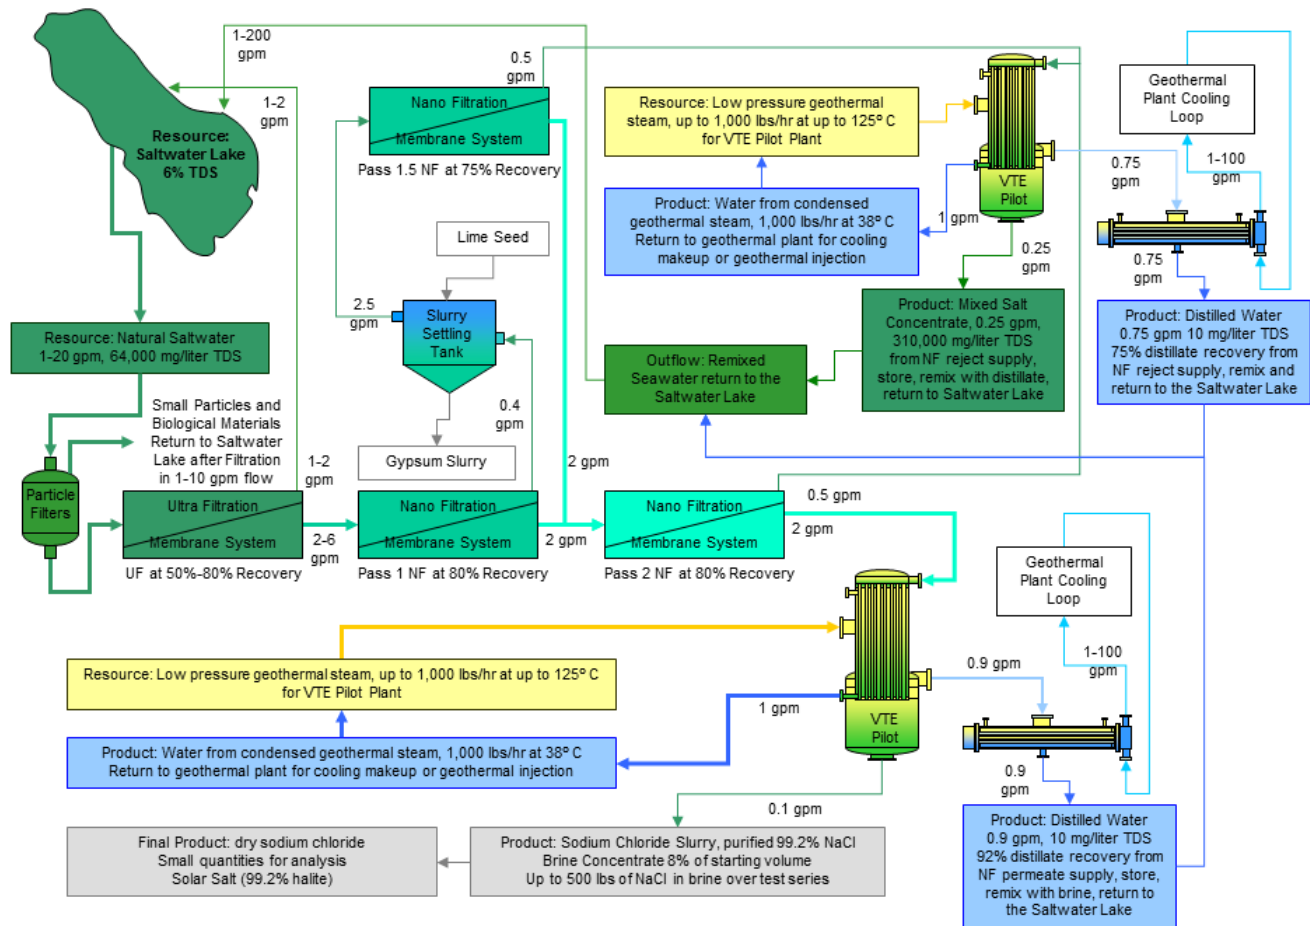 1-200
gpm
1-2
gpm
Resource:
Saltwater Lake
6% TDS
0.5
gpm
Nano Filtration
Membrane System
Pass 1.5 NF at 75% Recovery
Resource: Low pressure geothermal
steam, up to 1,000 lbs/hr at up to 125º C
for VTE Pilot Plant
Product: Water from condensed
geothermal steam, 1,000 lbs/hr at 38º C
Return to geothermal plant for cooling
makeup or geothermal injection
1 gpm
VTE
Pilot
0.75
gpm
Geothermal
Plant Cooling
Loop
1-100
gpm
0.75
gpm
0.25
gpm
Lime Seed
2.5
gpm
Slurry
Settling
Tank
0.4
gpm
Gypsum Slurry
Resource: Natural Saltwater
1-20 gpm, 64,000 mg/liter TDS
Small Particles and
Biological Materials
Return to Saltwater
Lake after Filtration
in 1-10 gpm flow
Outflow: Remixed
Seawater return to the
Saltwater Lake
Product: Mixed Salt
Concentrate, 0.25 gpm,
310,000 mg/liter TDS
from NF reject supply,
store, remix with distillate,
return to Saltwater Lake
Product: Distilled Water
0.75 gpm 10 mg/liter TDS
75% distillate recovery from
NF reject supply, remix and
return to the Saltwater Lake
Particle
Filters
1-2
gpm
Ultra Filtration
Membrane System
UF at 50%-80% Recovery
2-6
gpm
Nano Filtration
Membrane System
Pass 1 NF at 80% Recovery
2 gpm
2 gpm
Nano Filtration
Membrane System
Pass 2 NF at 80% Recovery
0.5 gpm
2 gpm
Geothermal
Plant Cooling
Loop
1-100
gpm
Resource: Low pressure geothermal steam, up to 1,000 lbs/hr at up to 125º C
for VTE Pilot Plant
Product: Water from condensed geothermal steam, 1,000 lbs/hr at 38º C
Return to geothermal plant for cooling makeup or geothermal injection
1 gpm
VTE
Pilot
0.9 gpm
0.9
gpm
0.1 gpm
Final Product: dry sodium chloride
Small quantities for analysis
Solar Salt (99.2% halite)
Product: Sodium Chloride Slurry, purified 99.2% NaCl
Brine Concentrate 8% of starting volume
Up to 500 lbs of NaCl in brine over test series
Product: Distilled Water
0.9 gpm, 10 mg/liter TDS
92% distillate recovery from
NF permeate supply, store,
remix with brine, return to
the Saltwater Lake